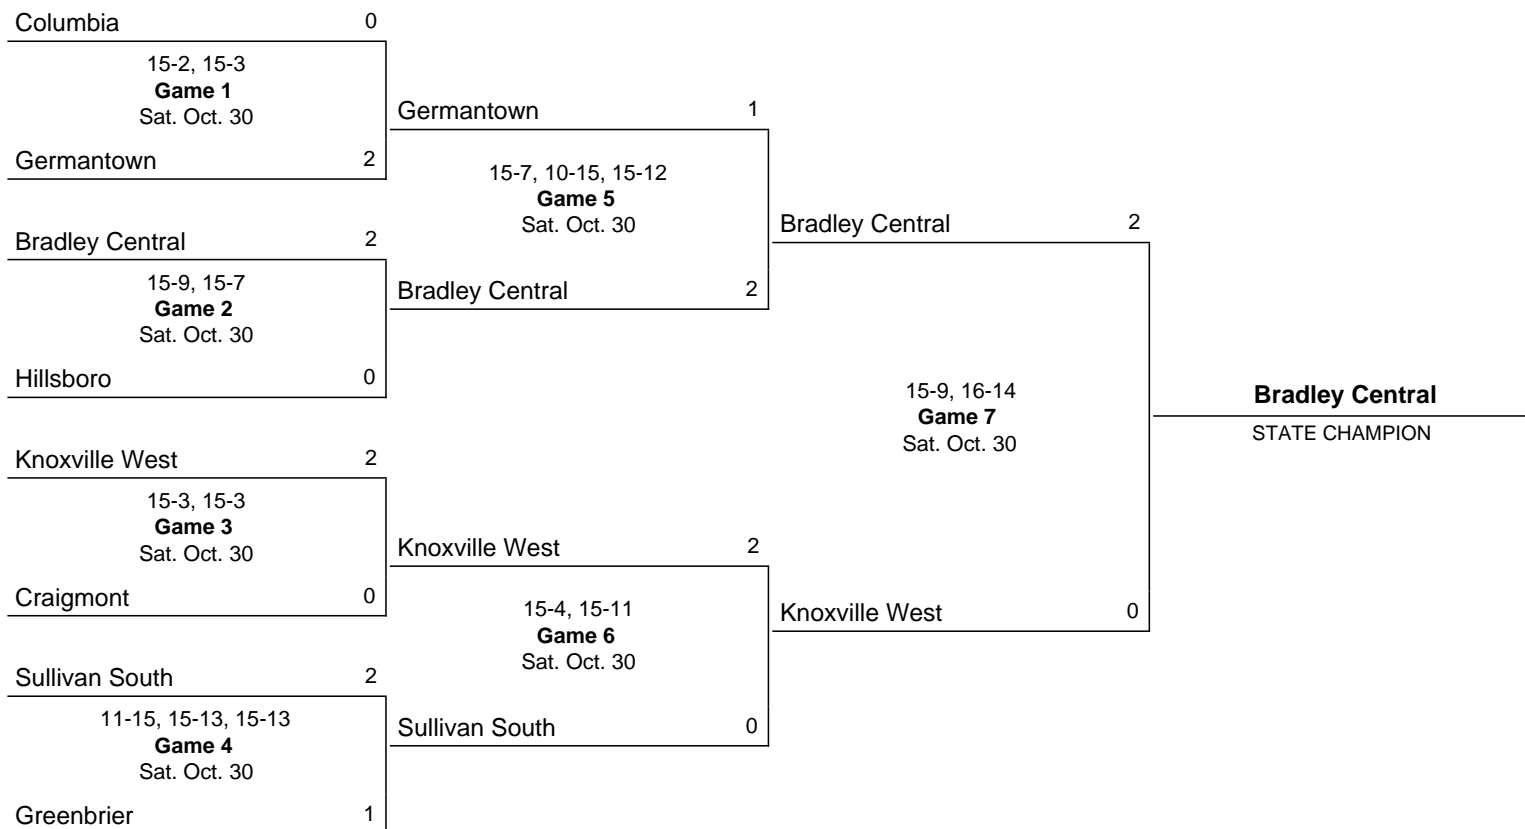 Columbia 0
15-2, 15-3
Game 1
Sat. Oct. 30
Germantown 2
Bradley Central 2
15-9, 15-7
Game 2
Sat. Oct. 30
Hillsboro 0
Knoxville West 2
15-3, 15-3
Game 3
Sat. Oct. 30
Craigmont 0
Sullivan South 2
11-15, 15-13, 15-13
Game 4
Sat. Oct. 30
Greenbrier 1
Germantown 1
15-7, 10-15, 15-12
Game 5
Sat. Oct. 30
Bradley Central 2
Knoxville West 2
15-4, 15-11
Game 6
Sat. Oct. 30
Sullivan South 0
Bradley Central 2
15-9, 16-14
Game 7
Sat. Oct. 30
Knoxville West 0
Bradley Central
STATE CHAMPION